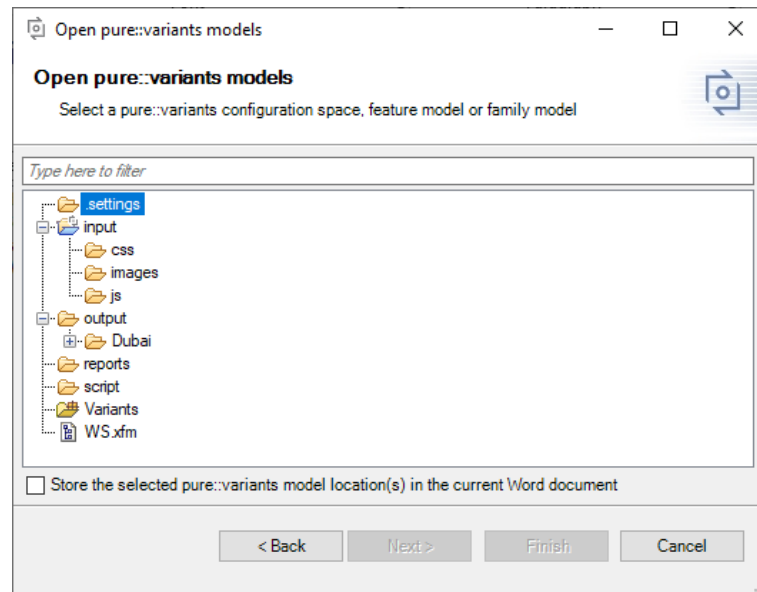 Open pure::variants models
Open pure::variants models
Select a pure::variants configuration space, feature model or family model
Type here to filter
.settings
input
css
images
js
output
Dubai
reports
script
Variants
WS.xfm
Store the selected pure::variants model location(s) in the current Word document
< Back Next > Finish Cancel